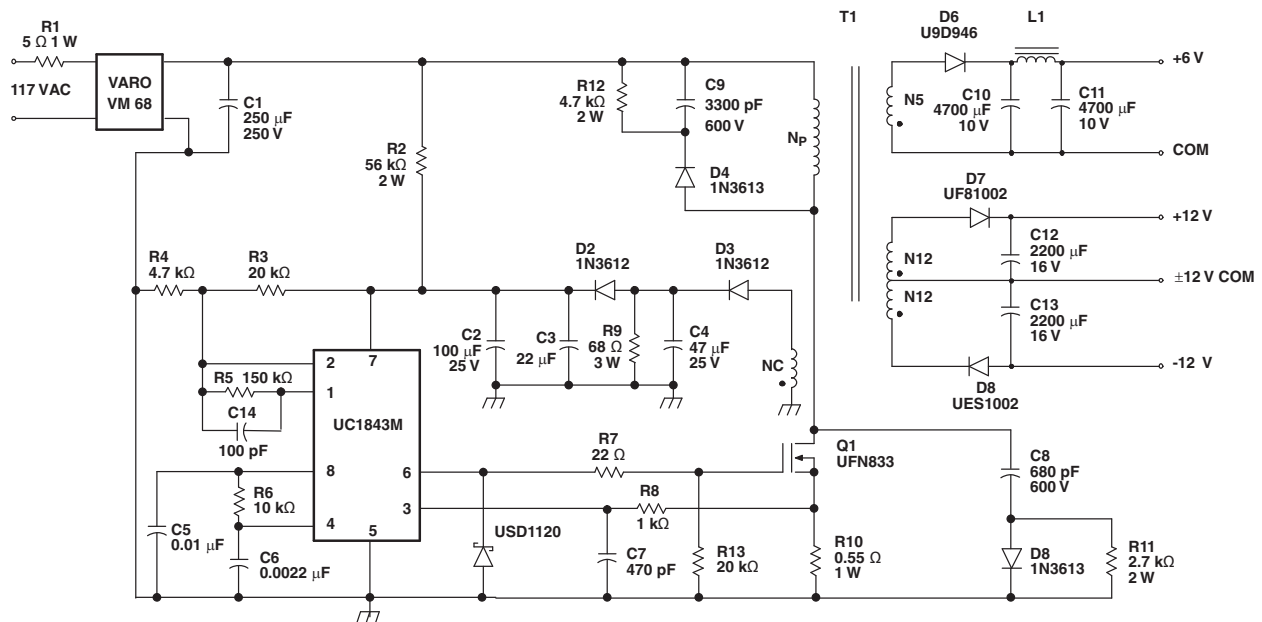 R1
5 Ω 1 W
117 VAC
VARO
VM 68
C1
250 µF
250 V
R2
56 kΩ
2 W
R12
4.7 kΩ
2 W
C9
3300 pF
600 V
D4
1N3613
NP
T1
D6
U9D946
L1
+6 V
N5
C10
4700 µF
10 V
C11
4700 µF
10 V
COM
D7
UF81002
+12 V
N12
C12
2200 µF
16 V
±12 V COM
N12
C13
2200 µF
16 V
-12 V
D8
UES1002
R4
4.7 kΩ
R3
20 kΩ
D2
1N3612
D3
1N3612
C2
100 µF
25 V
C3
22 µF
R9
68 Ω
3 W
C4
47 µF
25 V
NC
2
7
R5 150 kΩ
1
C14
100 pF
UC1843M
8
6
R6
10 kΩ
4
3
5
C5
0.01 µF
C6
0.0022 µF
USD1120
R7
22 Ω
R8
1 kΩ
C7
470 pF
R13
20 kΩ
Q1
UFN833
R10
0.55 Ω
1 W
C8
680 pF
600 V
D8
1N3613
R11
2.7 kΩ
2 W